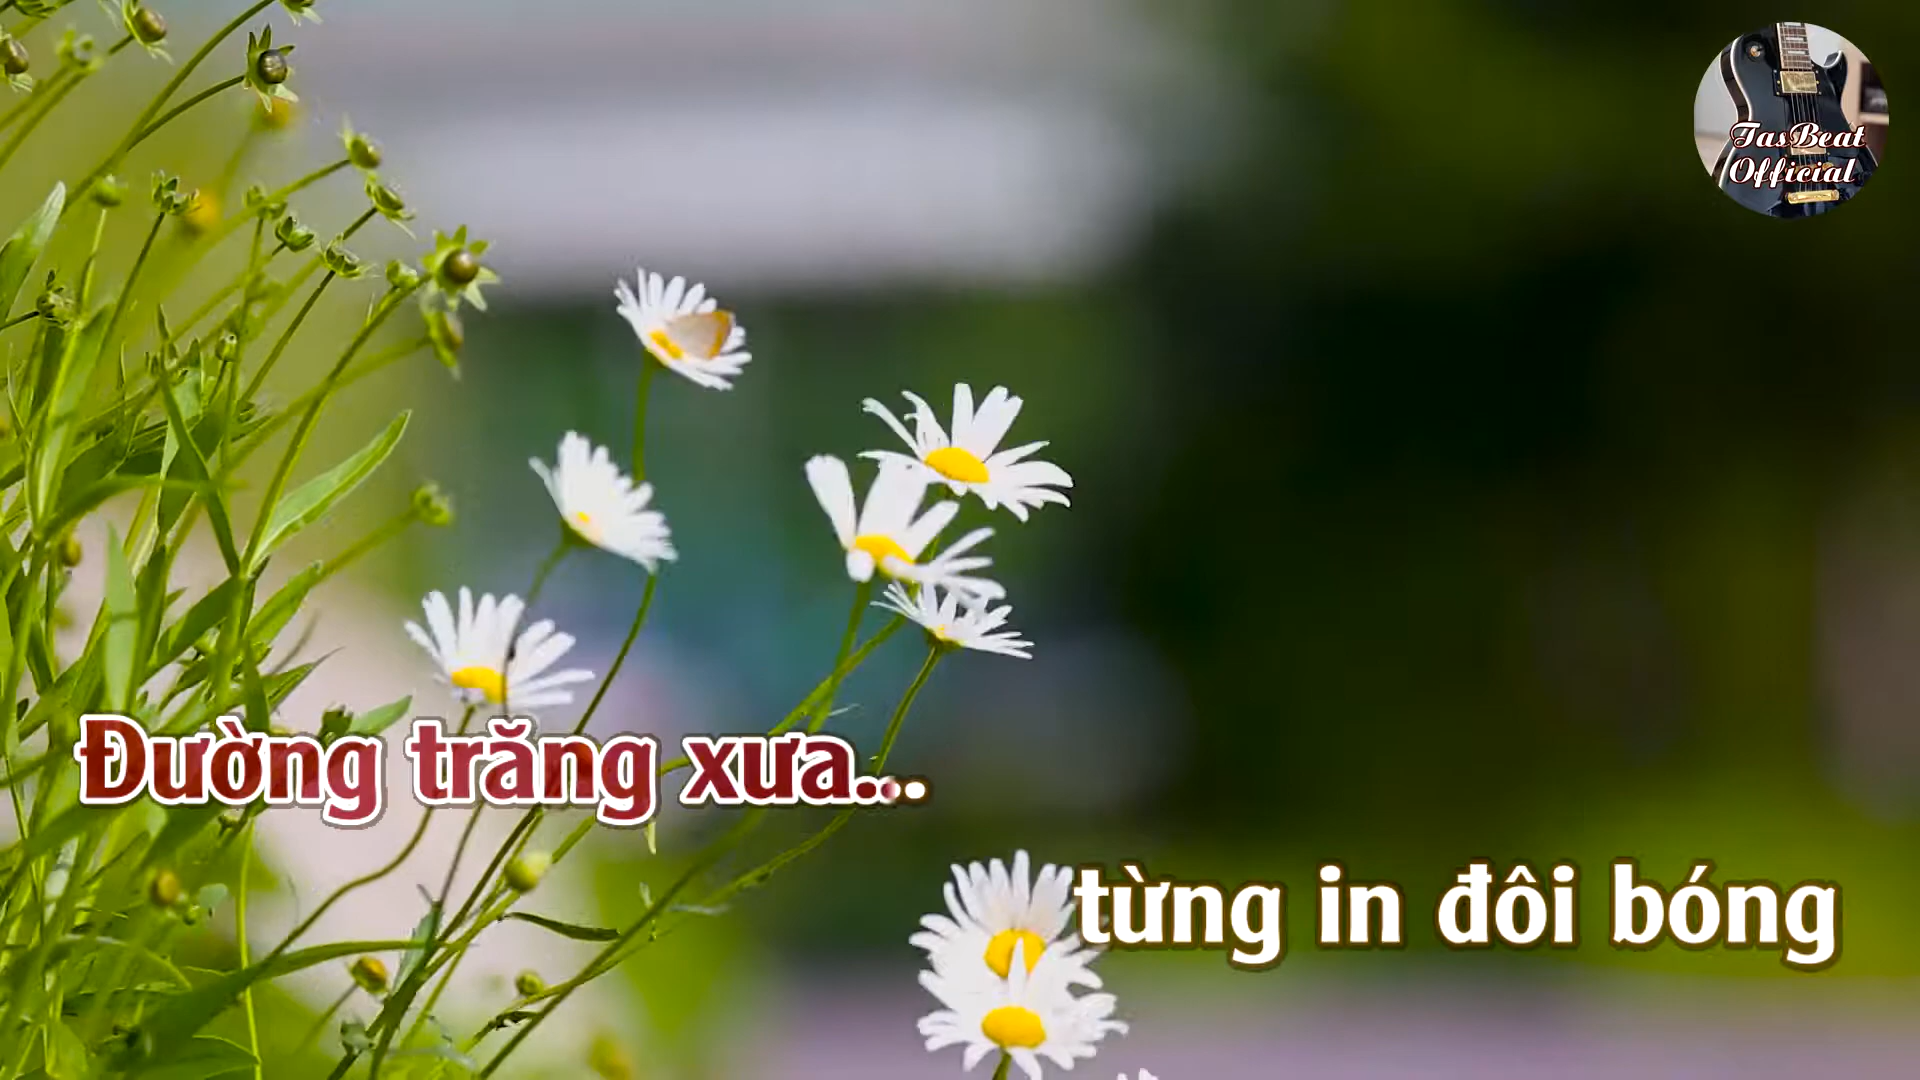 TasBeat
Official
Đường trăng xưa...
từng in đôi bóng